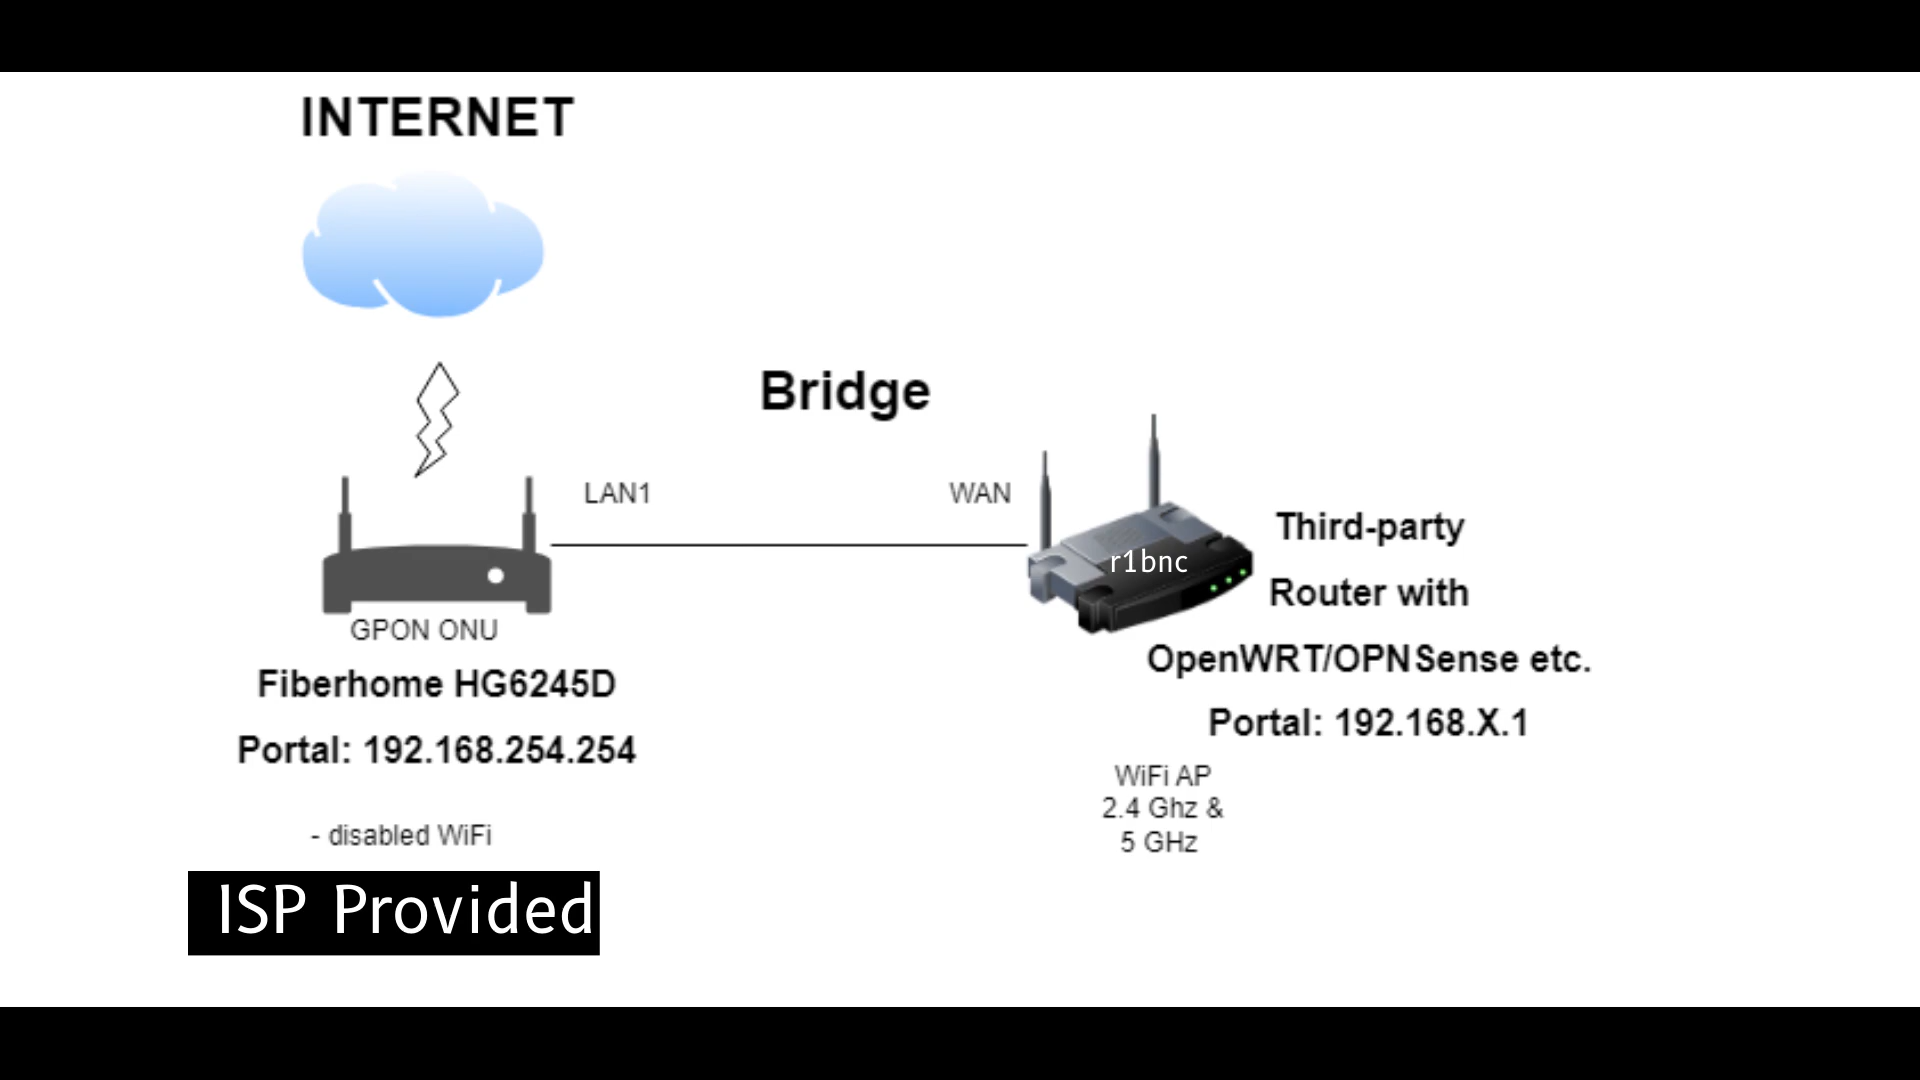 INTERNET
Bridge
LAN1
WAN
r1bnc
Third-party
Router with
OpenWRT/OPNSense etc.
Portal: 192.168.X.1
WiFi AP
2.4 Ghz &
5 GHz
GPON ONU
Fiberhome HG6245D
Portal: 192.168.254.254
- disabled WiFi
ISP Provided